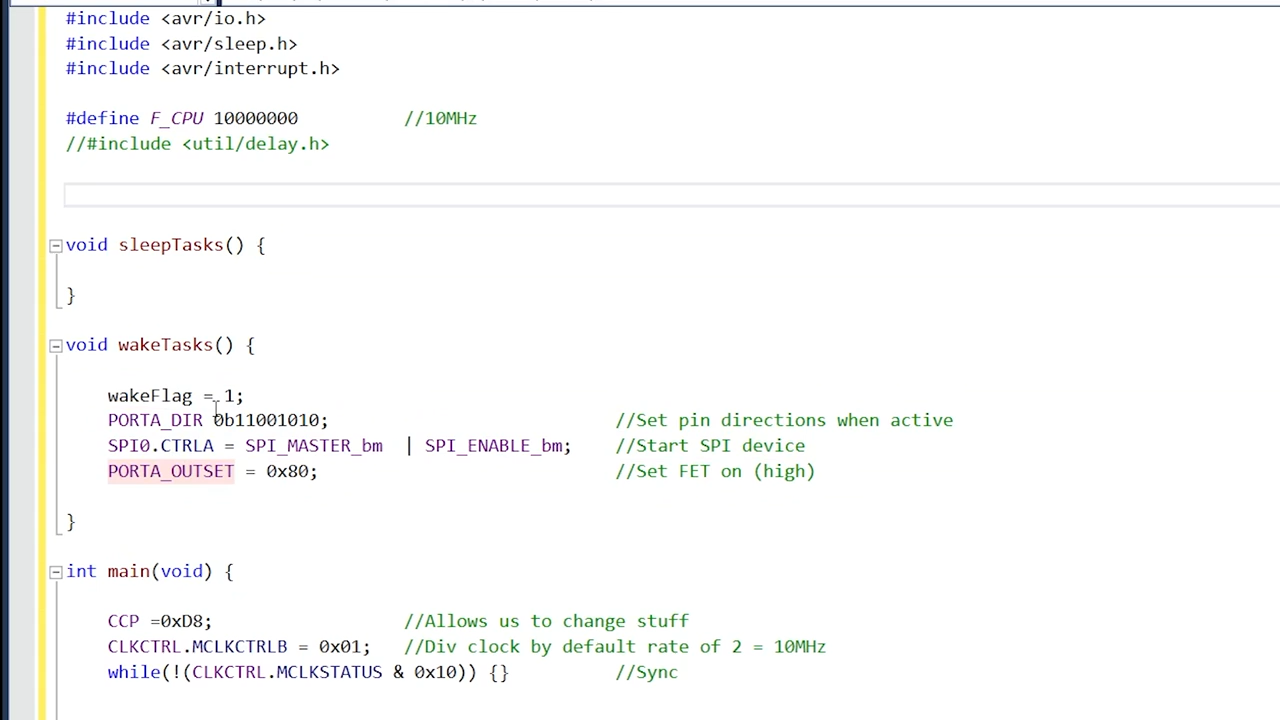 #include <avr/io.h>
#include <avr/sleep.h>
#include <avr/interrupt.h>
#define F_CPU 10000000 //10MHz
//#include <util/delay.h>
void sleepTasks() {
}
void wakeTasks() {
wakeFlag = 1;
PORTA_DIR 0b11001010; //Set pin directions when active
SPI0.CTRLA = SPI_MASTER_bm | SPI_ENABLE_bm; //Start SPI device
PORTA_OUTSET = 0x80; //Set FET on (high)
}
int main(void) {
CCP =0xD8; //Allows us to change stuff
CLKCTRL.MCLKCTRLB = 0x01; //Div clock by default rate of 2 = 10MHz
while(!(CLKCTRL.MCLKSTATUS & 0x10)) {} //Sync